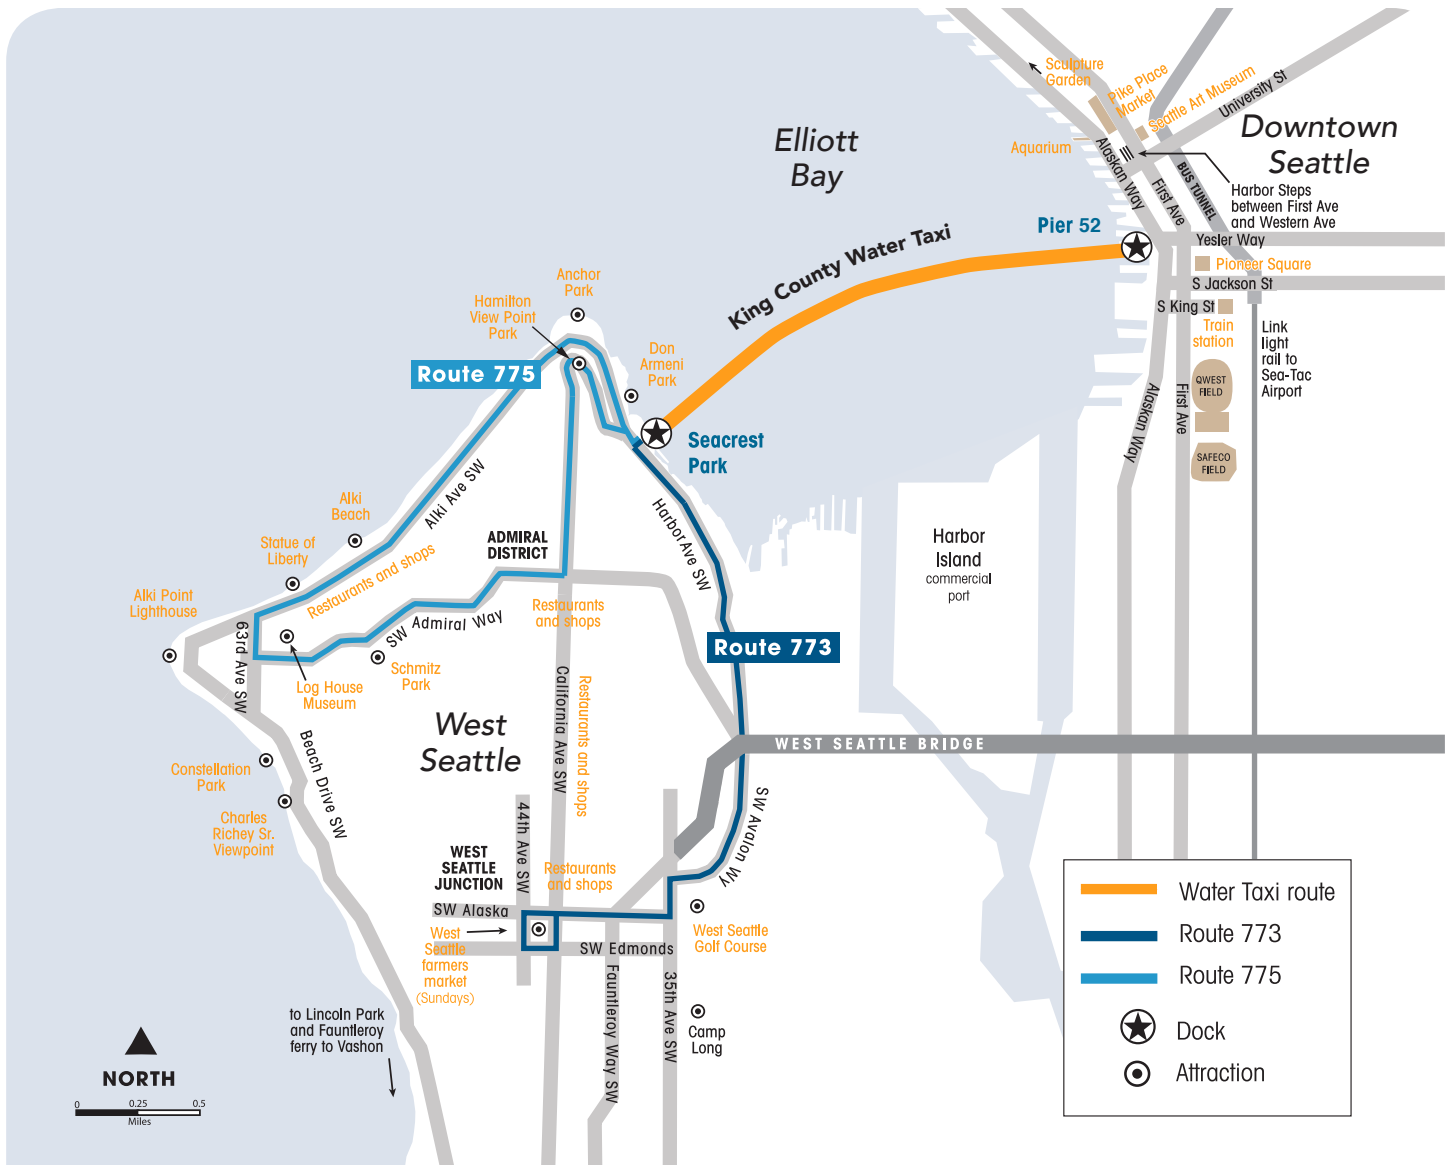 Sculpture
Garden
Pike Place
Market
Seattle Art Museum
University St
Elliott
Bay
Downtown
Seattle
Aquarium
Alaskan Way
First Ave
BUS TUNNEL
Harbor Steps
between First Ave
and Western Ave
Pier 52
Yesler Way
King County Water Taxi
Pioneer Square
S Jackson St
S King St
Train
station
Link
light
rail to
Sea-Tac
Airport
QWEST
FIELD
SAFECO
FIELD
Alaskan Way
First Ave
Anchor
Park
Hamilton
View Point
Park
Don
Armeni
Park
Route 775
Seacrest
Park
Alki Ave SW
Alki
Beach
Statue of
Liberty
Restaurants and shops
Alki Point
Lighthouse
ADMIRAL
DISTRICT
Harbor Ave SW
Harbor
Island
commercial
port
63rd Ave SW
SW Admiral Way
Restaurants
and shops
Route 773
Log House
Museum
Schmitz
Park
West
Seattle
California Ave SW
Restaurants and shops
WEST SEATTLE BRIDGE
Constellation
Park
Beach Drive SW
Charles
Richey Sr.
Viewpoint
44th Ave SW
SW Avalon Wy
WEST
SEATTLE
JUNCTION
Restaurants
and shops
SW Alaska
West
Seattle
farmers
market
(Sundays)
SW Edmonds
West Seattle
Golf Course
Fauntleroy Way SW
35th Ave SW
Camp
Long
to Lincoln Park
and Fauntleroy
ferry to Vashon
NORTH
0 0.25 0.5
Miles
Water Taxi route
Route 773
Route 775
Dock
Attraction